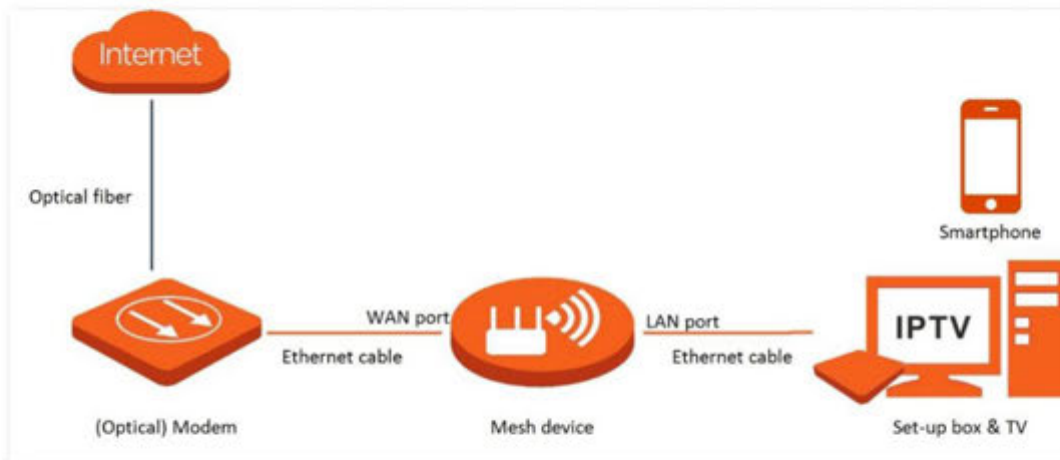 Internet
Optical fiber
Smartphone
WAN port
LAN port
IPTV
Ethernet cable
Ethernet cable
(Optical) Modem
Mesh device
Set-up box & TV